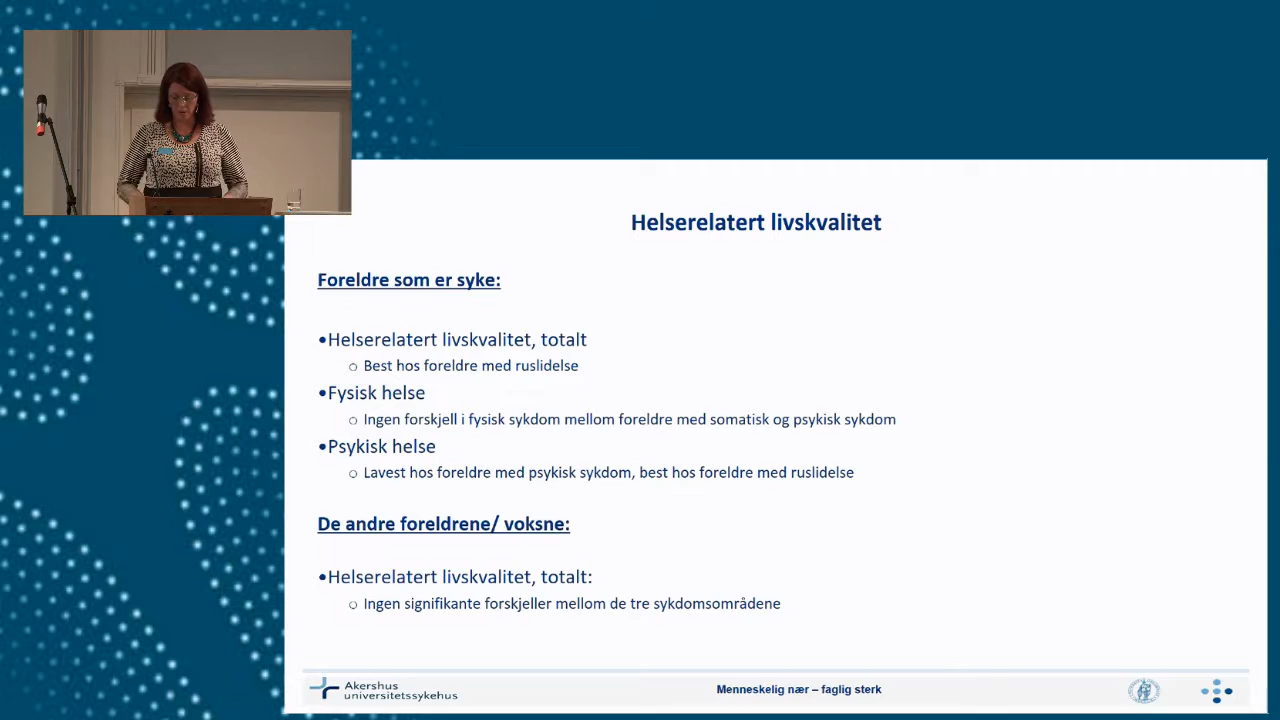 Helserelatert livskvalitet
Foreldre som er syke:
•Helserelatert livskvalitet, totalt
○ Best hos foreldre med ruslidelse
•Fysisk helse
○ Ingen forskjell i fysisk sykdom mellom foreldre med somatisk og psykisk sykdom
•Psykisk helse
○ Lavest hos foreldre med psykisk sykdom, best hos foreldre med ruslidelse
De andre foreldrene/ voksne:
•Helserelatert livskvalitet, totalt:
○ Ingen signifikante forskjeller mellom de tre sykdomsområdene
Akershus
universitetssykehus
Menneskelig nær – faglig sterk